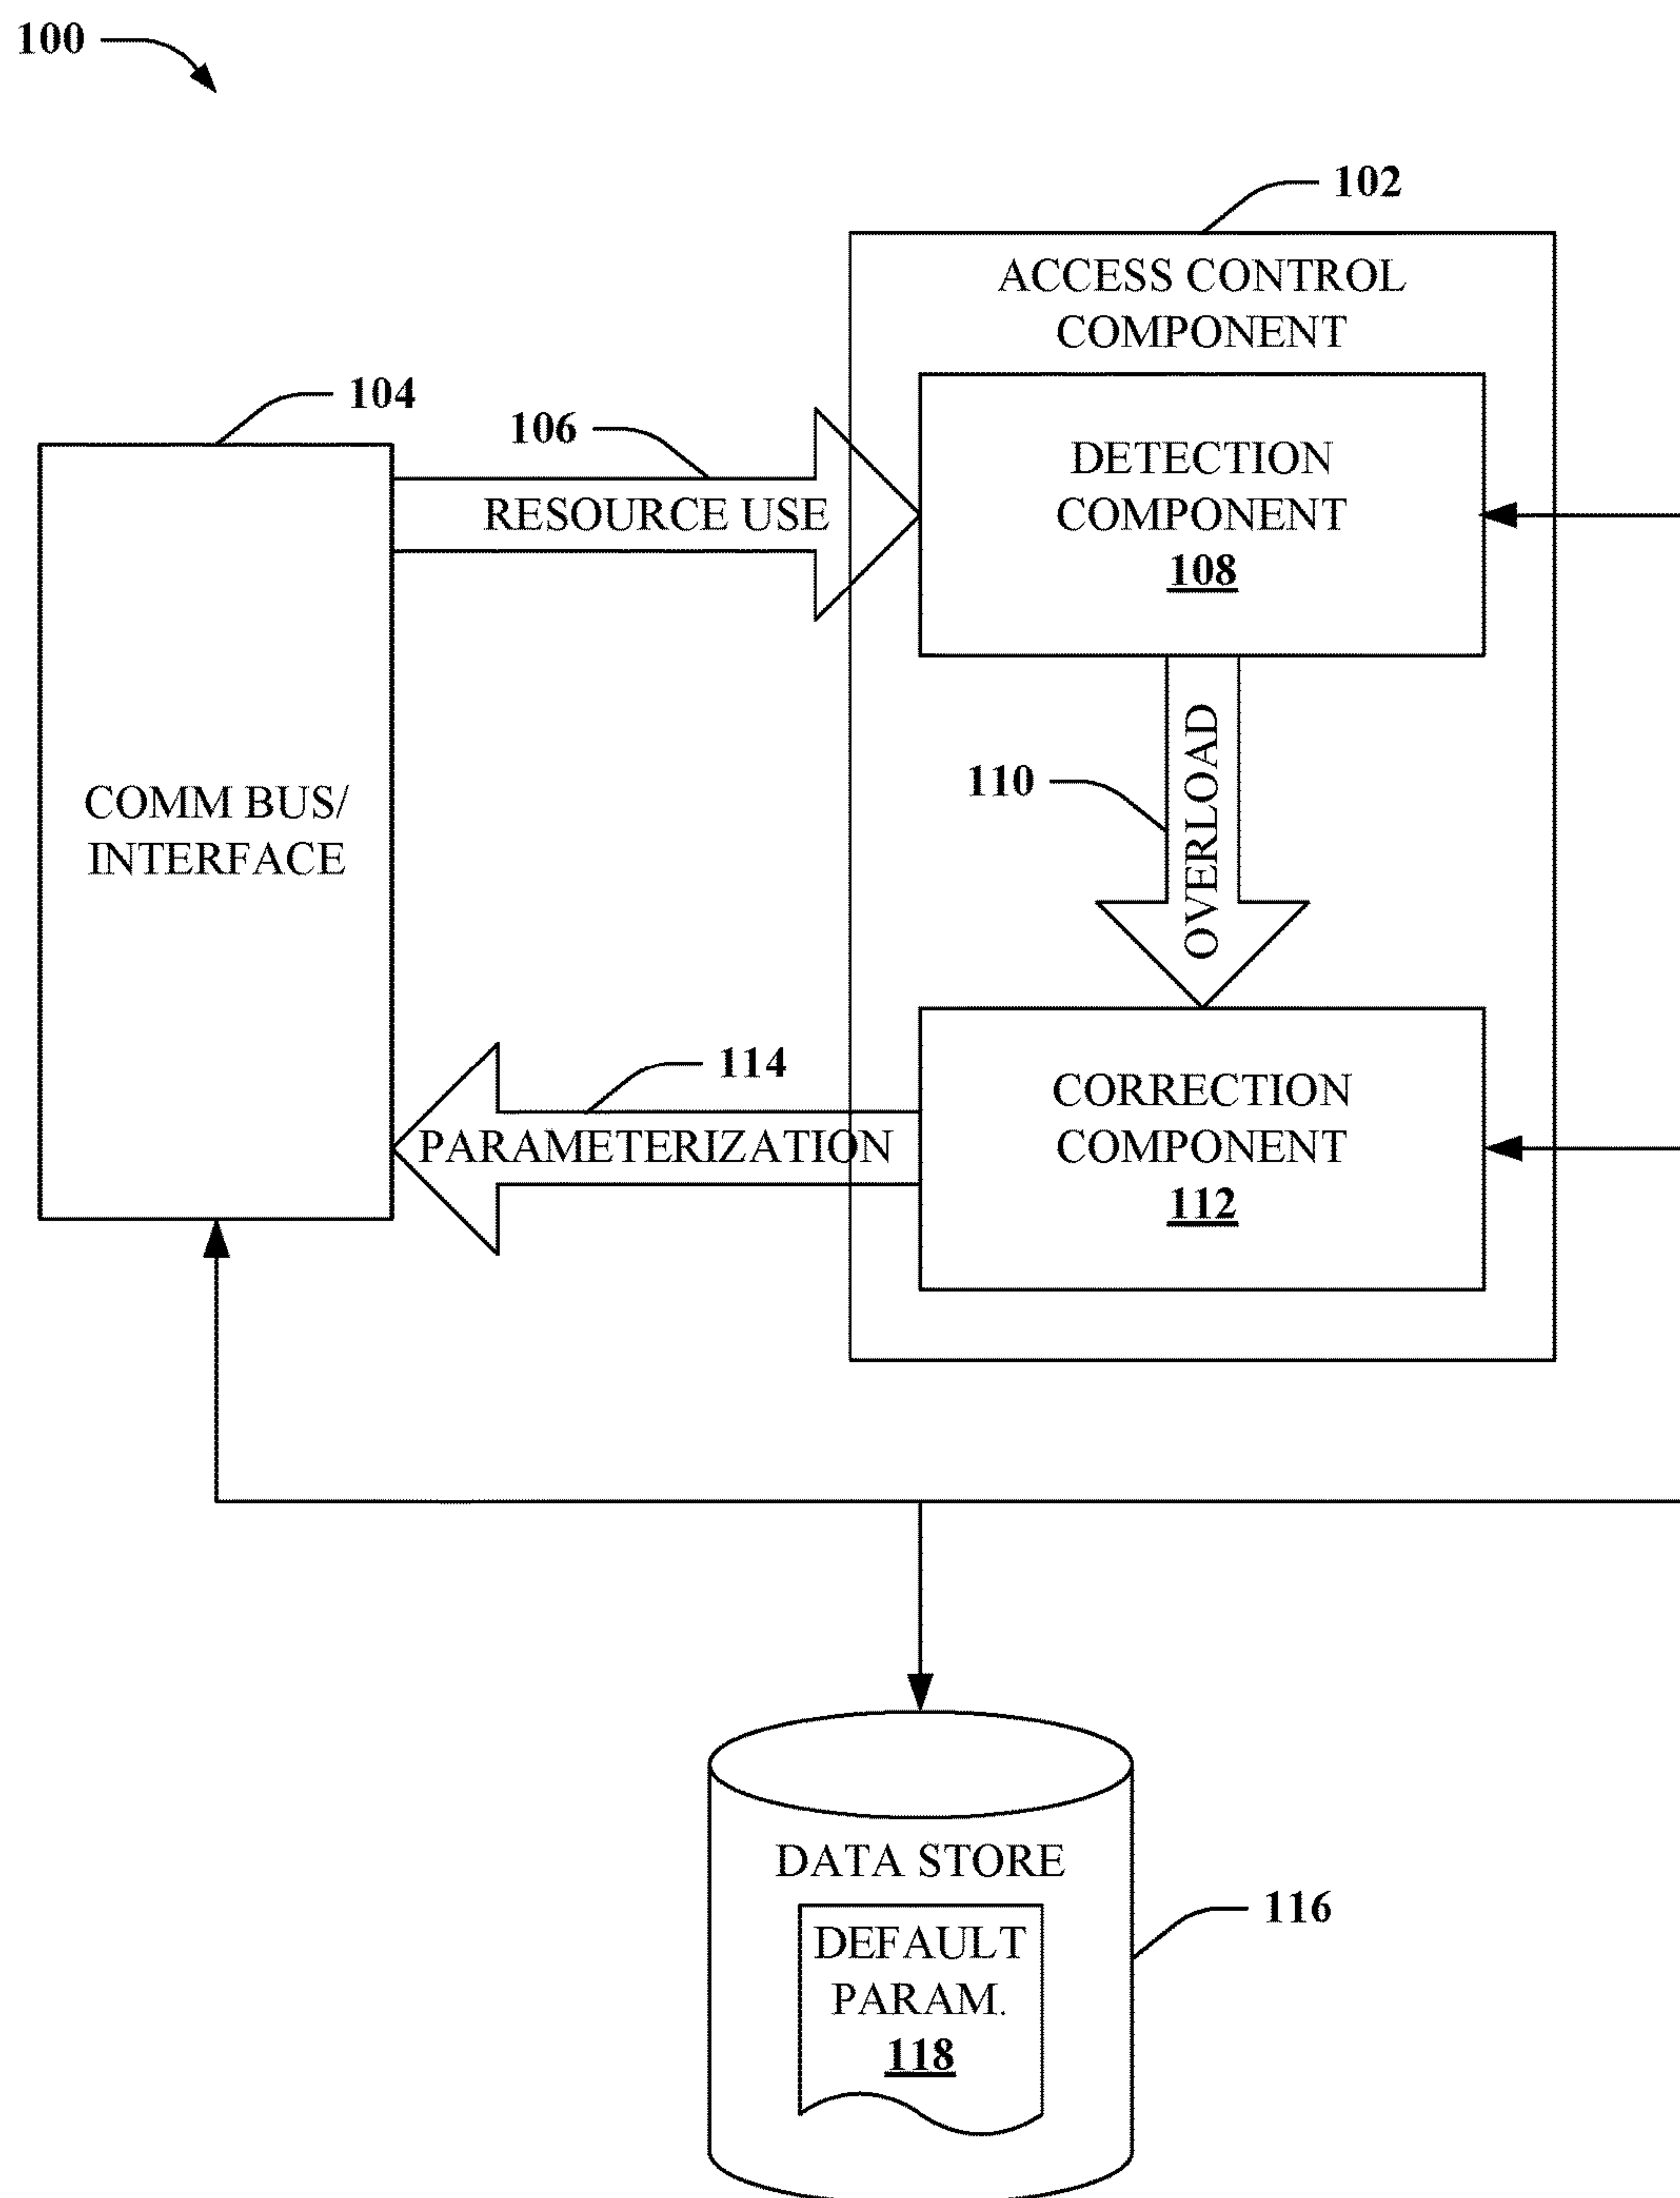 100
102
ACCESS CONTROL
COMPONENT
104
106
RESOURCE USE
DETECTION
COMPONENT
108
COMM BUS/
INTERFACE
110
OVERLOAD
114
PARAMETERIZATION
CORRECTION
COMPONENT
112
DATA STORE
116
DEFAULT
PARAM.
118